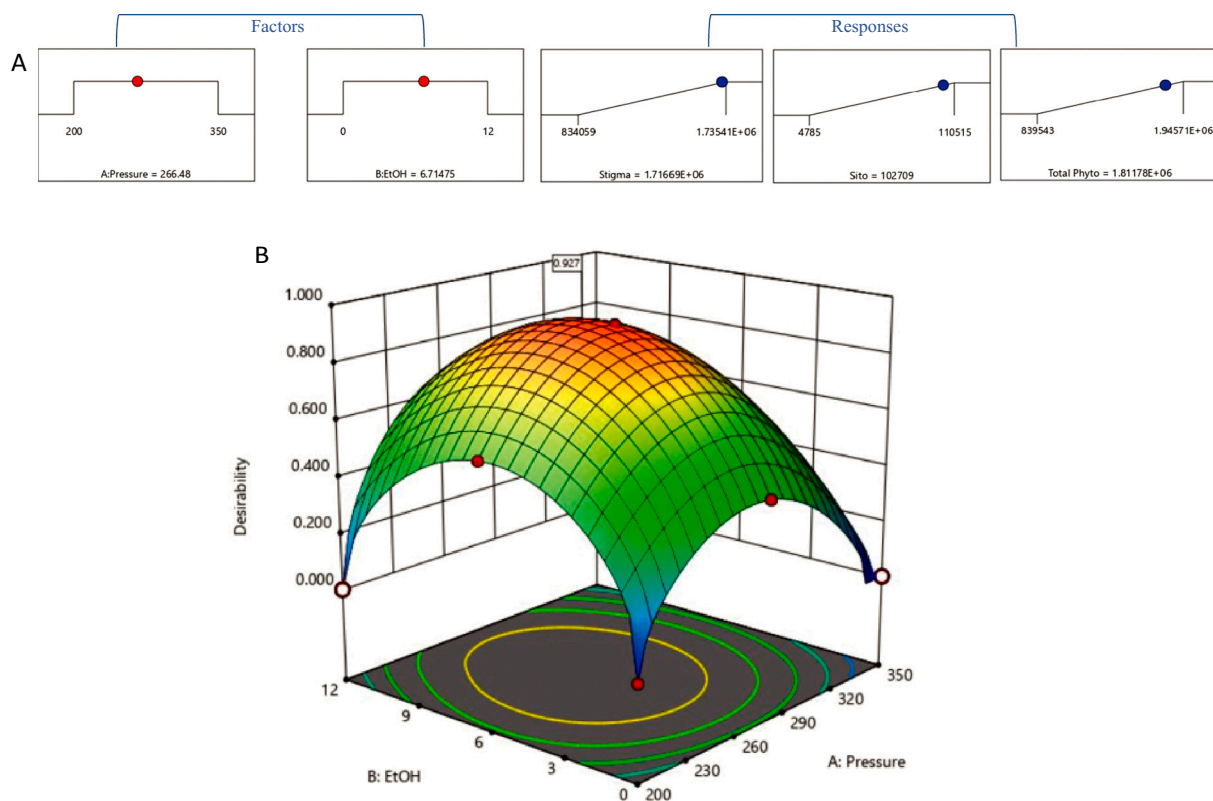 Factors
Responses
A
200
350
A:Pressure = 266.48
0
12
B:EtOH = 6.71475
834059
1.73541E+06
Stigma = 1.71669E+06
4785
110515
Sito = 102709
839543
1.94571E+06
Total Phyto = 1.81178E+06
B
0.927
1.000
0.800
0.600
0.400
0.200
0.000
Desirability
12
9
6
3
0
B: EtOH
200
230
260
290
320
350
A: Pressure